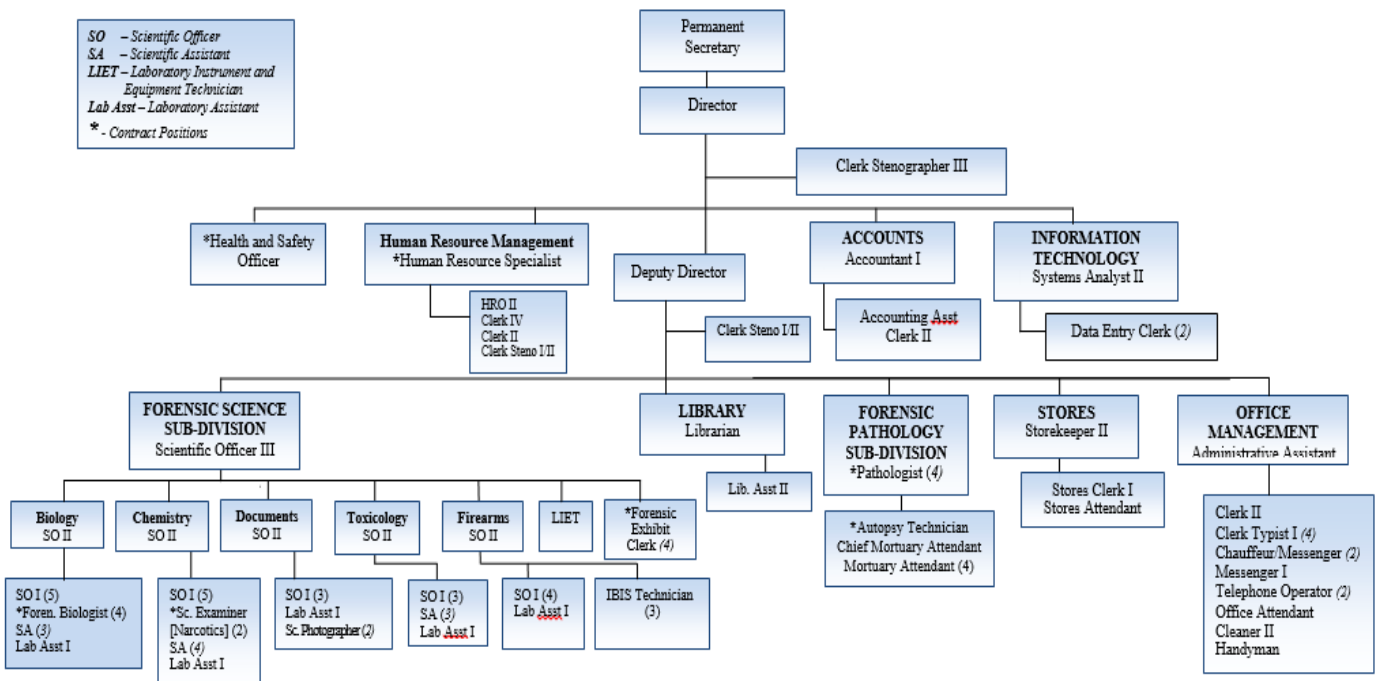 SO – Scientific Officer
SA – Scientific Assistant
LIET – Laboratory Instrument and
Equipment Technician
Lab Asst – Laboratory Assistant
* - Contract Positions
Permanent
Secretary
Director
Clerk Stenographer III
*Health and Safety
Officer
Human Resource Management
*Human Resource Specialist
HRO II
Clerk IV
Clerk II
Clerk Steno I/II
Deputy Director
Clerk Steno I/II
ACCOUNTS
Accountant I
Accounting Asst
Clerk II
INFORMATION
TECHNOLOGY
Systems Analyst II
Data Entry Clerk (2)
FORENSIC SCIENCE
SUB-DIVISION
Scientific Officer III
LIBRARY
Librarian
Lib. Asst II
FORENSIC
PATHOLOGY
SUB-DIVISION
*Pathologist (4)
*Autopsy Technician
Chief Mortuary Attendant
Mortuary Attendant (4)
STORES
Storekeeper II
Stores Clerk I
Stores Attendant
OFFICE
MANAGEMENT
Administrative Assistant
Clerk II
Clerk Typist I (4)
Chauffeur/Messenger (2)
Messenger I
Telephone Operator (2)
Office Attendant
Cleaner II
Handyman
Biology
SO II
Chemistry
SO II
Documents
SO II
Toxicology
SO II
Firearms
SO II
LIET
*Forensic
Exhibit
Clerk (4)
SO I (5)
*Foren. Biologist (4)
SA (3)
Lab Asst I
SO I (5)
*Sc. Examiner
[Narcotics] (2)
SA (4)
Lab Asst I
SO I (3)
Lab Asst I
Sc. Photographer (2)
SO I (3)
SA (3)
Lab Asst I
SO I (4)
Lab Asst I
IBIS Technician
(3)